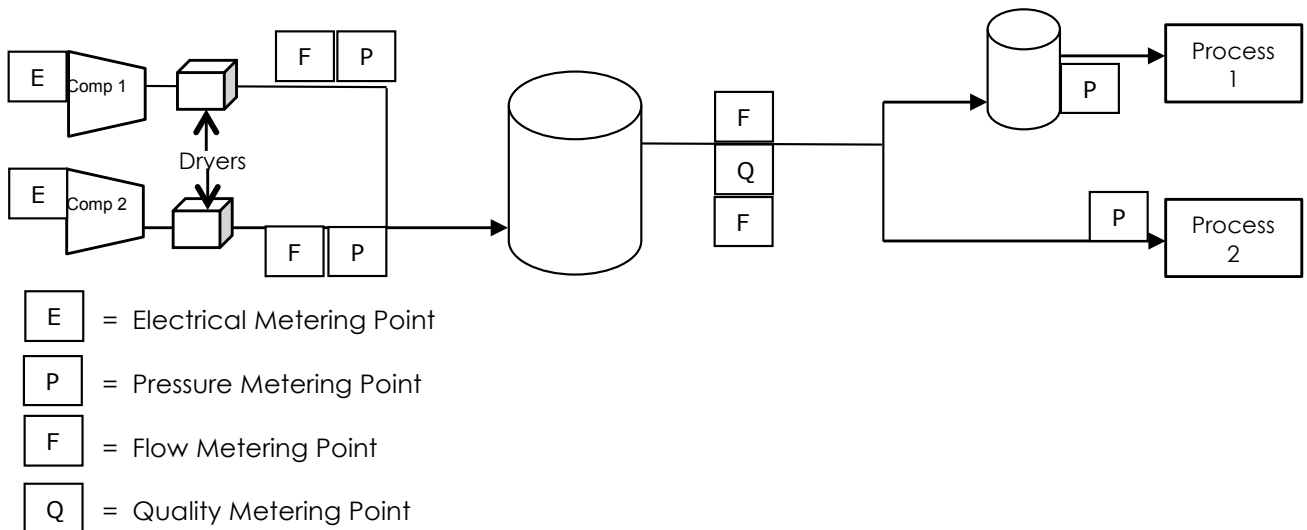 F P
E Comp 1
P
Process
1
F
Q
F
Dryers
E Comp 2
F P
P
Process
2
E = Electrical Metering Point
P = Pressure Metering Point
F = Flow Metering Point
Q = Quality Metering Point